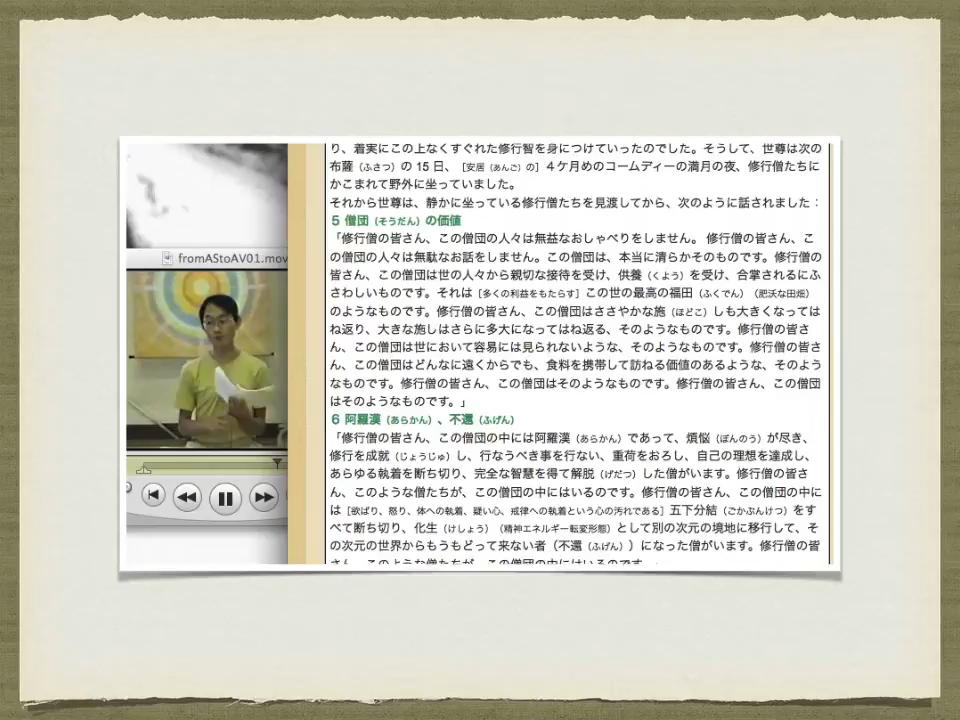 り、着実にこの上なくすぐれた修行智を身につけていったのでした。そうして、世尊は次の
布薩（ふさつ）の 15 日、［安居（あんご）の］４ケ月めのコームディーの満月の夜、修行僧たちに
かこまれて野外に坐っていました。
それから世尊は、静かに坐っている修行僧たちを見渡してから、次のように話されました：
5 僧団（そうだん）の価値
「修行僧の皆さん、この僧団の人々は無益なおしゃべりをしません。 修行僧の皆さん、こ
の僧団の人々は無駄なお話をしません。この僧団は、本当に清らかそのものです。修行僧の
皆さん、この僧団は世の人々から親切な接待を受け、供養（くよう）を受け、合掌されるにふ
さわしいものです。それは［多くの利益をもたらす］この世の最高の福田（ふくでん）（肥沃な田畑）
のようなものです。修行僧の皆さん、この僧団はささやかな施（ほどこ）しも大きくなっては
ね返り、大きな施しはさらに多大になってはね返る、そのようなものです。修行僧の皆さ
ん、この僧団は世において容易には見られないような、そのようなものです。修行僧の皆さ
ん、この僧団はどんなに遠くからでも、食料を携帯して訪ねる価値のあるような、そのよう
なものです。修行僧の皆さん、この僧団はそのようなものです。修行僧の皆さん、この僧団
はそのようなものです。」
6 阿羅漢（あらかん）、不還（ふげん）
「修行僧の皆さん、この僧団の中には阿羅漢（あらかん）であって、煩悩（ぼんのう）が尽き、
修行を成就（じょうじゅ）し、行なうべき事を行ない、重荷をおろし、自己の理想を達成し、
あらゆる執着を断ち切り、完全な智慧を得て解脱（げだつ）した僧がいます。修行僧の皆さ
ん、このような僧たちが、この僧団の中にはいるのです。修行僧の皆さん、この僧団の中に
は［欲ばり、怒り、体への執着、疑い心、戒律への執着という心の汚れである］五下分結（ごかぶんけつ）をす
べて断ち切り、化生（けしょう）（精神エネルギー転変形態）として別の次元の境地に移行して、そ
の次元の世界からもうもどって来ない者（不還（ふげん））になった僧がいます。修行僧の皆
さん、このような僧たちが、この僧団の中にはいるのです。
fromAStoAV01.mov